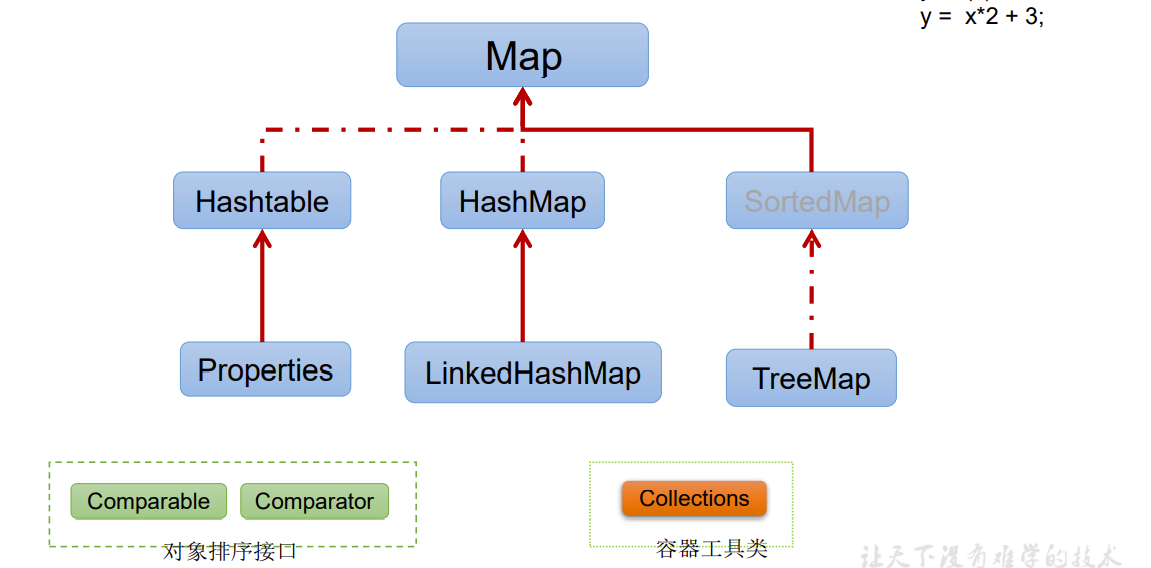 y = x*2 + 3;
Map
Hashtable
HashMap
SortedMap
Properties
LinkedHashMap
TreeMap
Comparable
Comparator
对象排序接口
Collections
容器工具类
让天下没有难学的技术